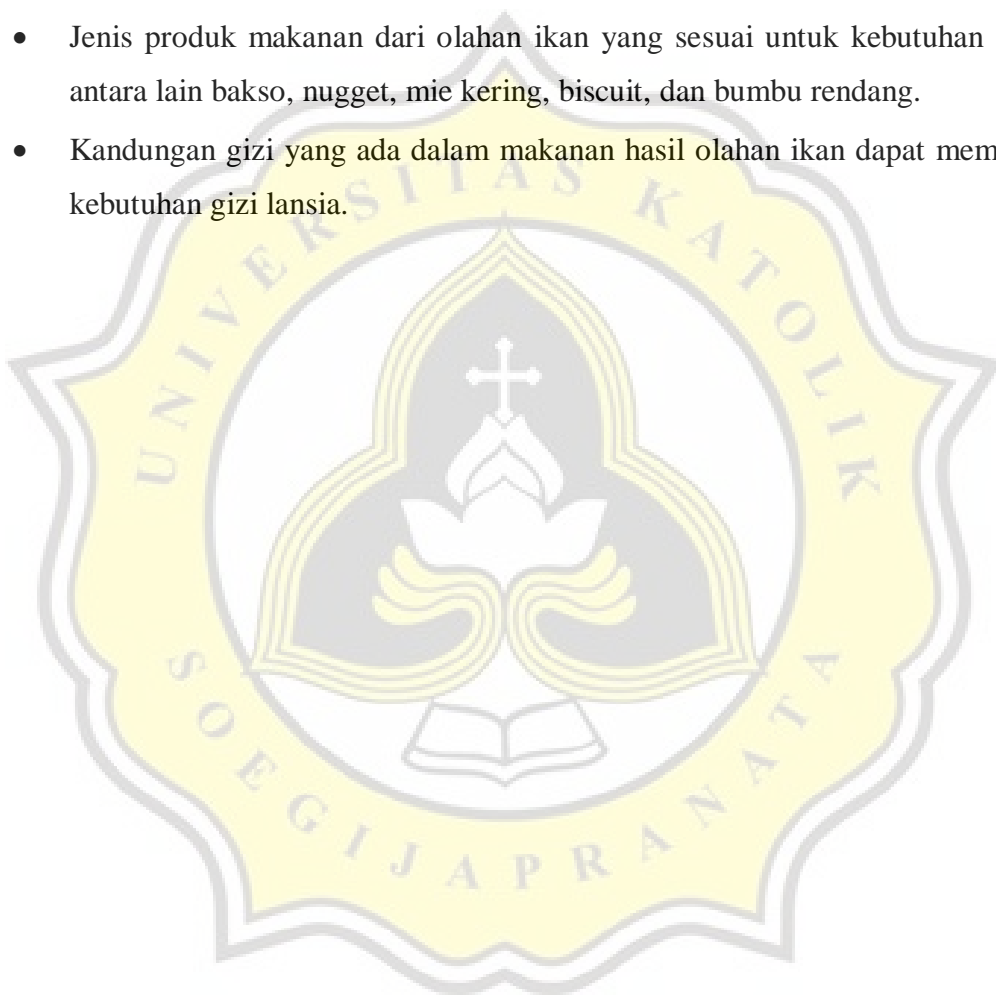 • Jenis produk makanan dari olahan ikan yang sesuai untuk kebutuhan
antara lain bakso, nugget, mie kering, biscuit, dan bumbu rendang.
• Kandungan gizi yang ada dalam makanan hasil olahan ikan dapat mem
kebutuhan gizi lansia.
UNIVERSITAS KATOLIK
SOEGIJAPRANATA